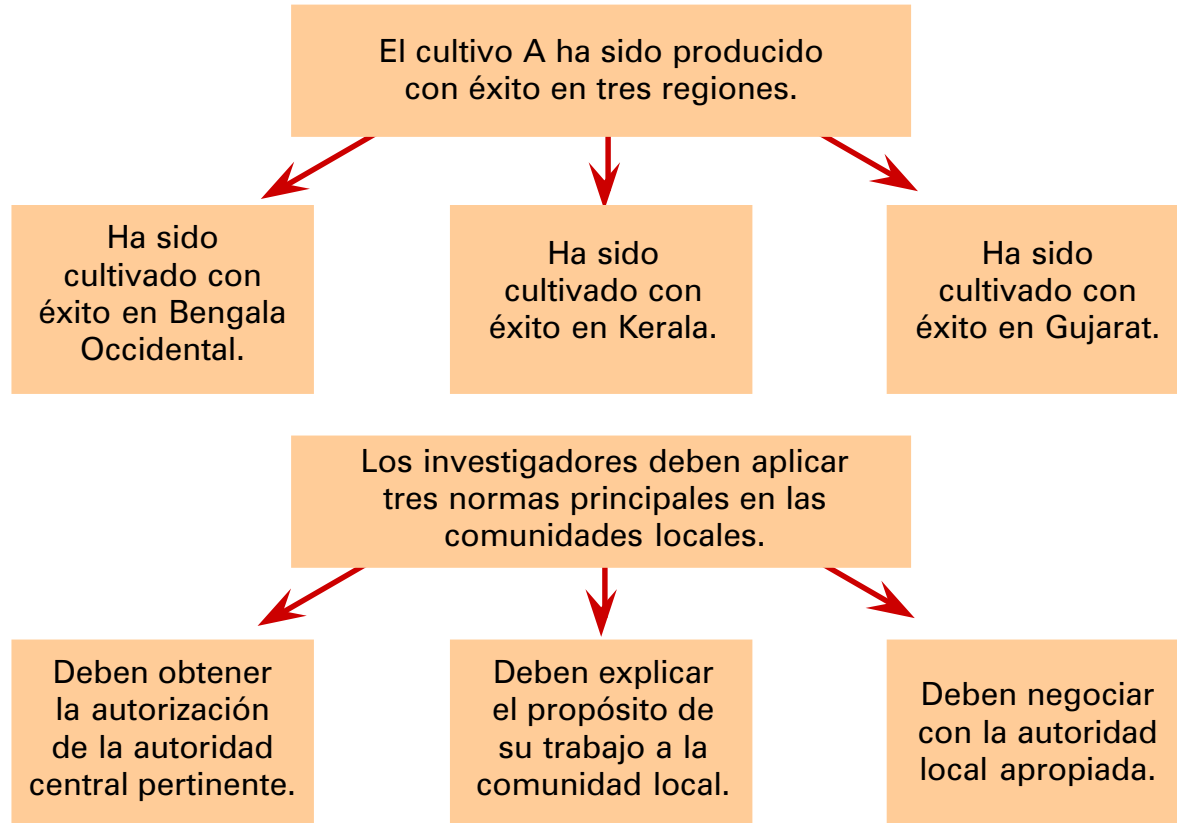 El cultivo A ha sido producido
con éxito en tres regiones.
Ha sido
cultivado con
éxito en Bengala
Occidental.
Ha sido
cultivado con
éxito en Kerala.
Ha sido
cultivado con
éxito en Gujarat.
Los investigadores deben aplicar
tres normas principales en las
comunidades locales.
Deben obtener
la autorización
de la autoridad
central pertinente.
Deben explicar
el propósito de
su trabajo a la
comunidad local.
Deben negociar
con la autoridad
local apropiada.